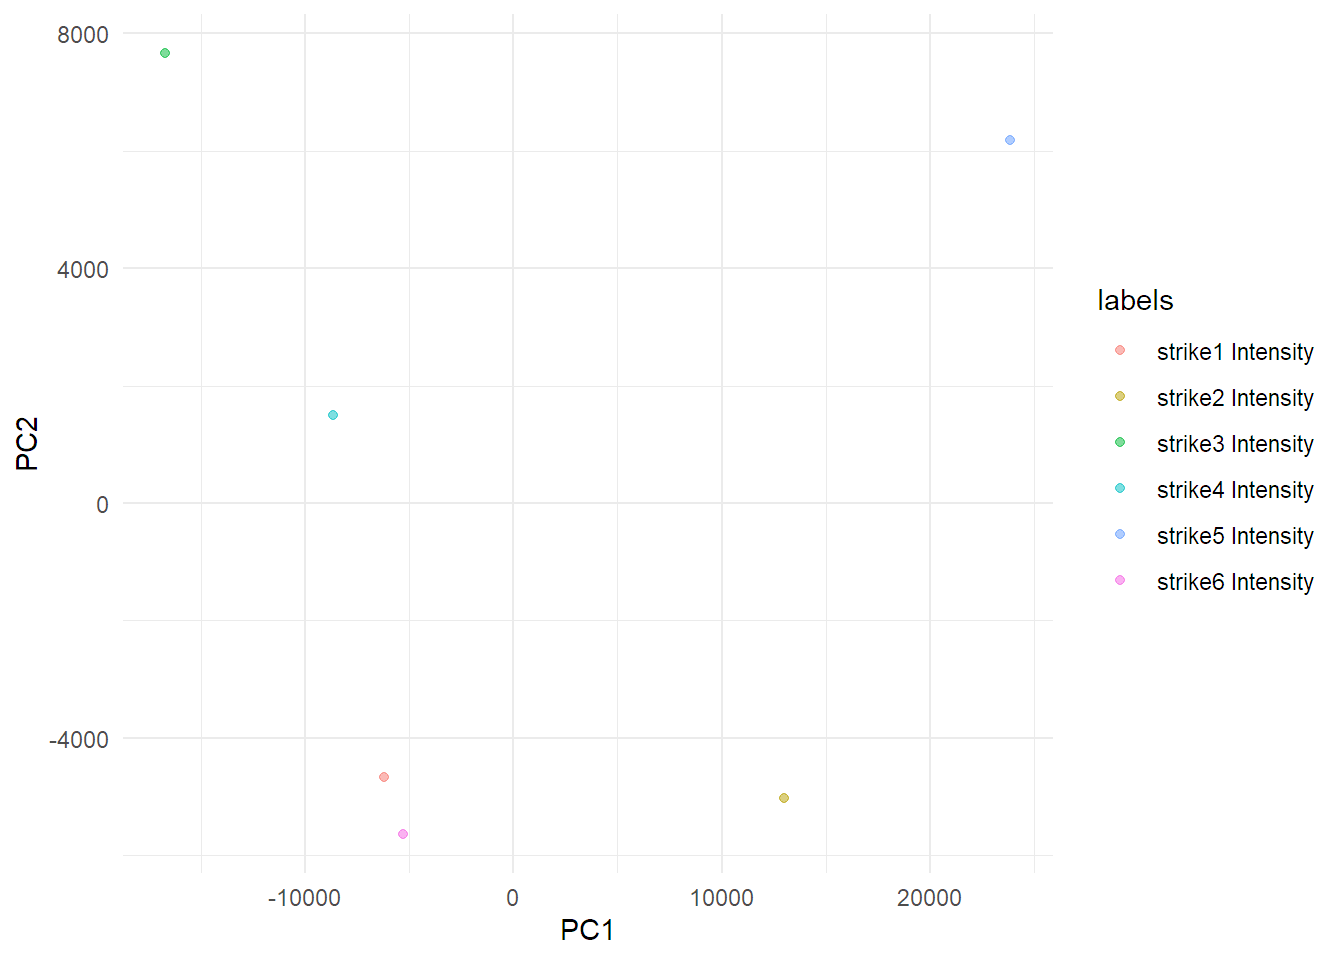 8000
4000
0
-4000
PC2
-10000
0
10000
20000
PC1
labels
strike1 Intensity
strike2 Intensity
strike3 Intensity
strike4 Intensity
strike5 Intensity
strike6 Intensity